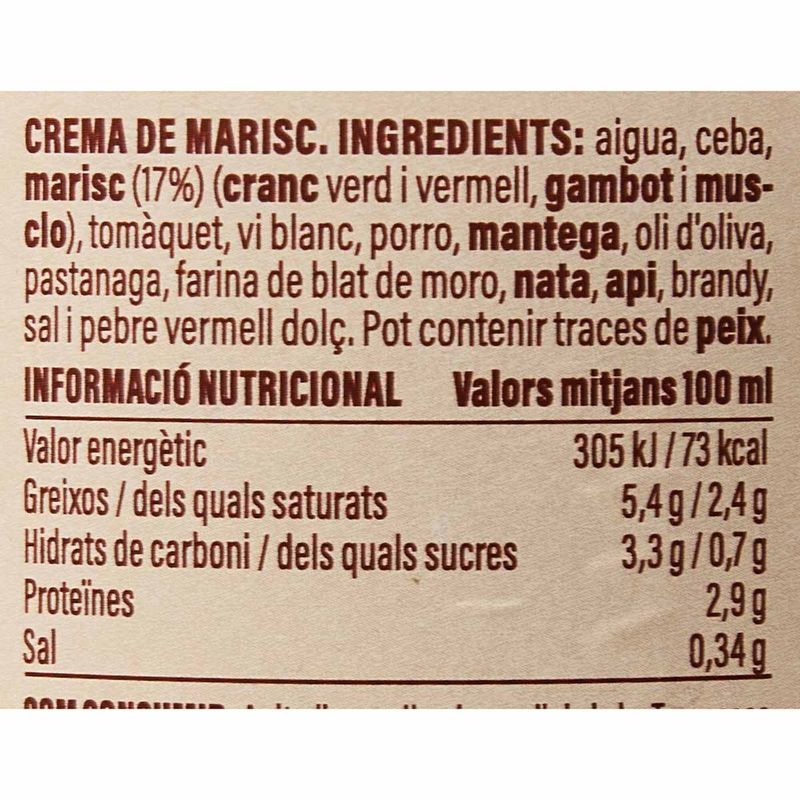 CREMA DE MARISC. INGREDIENTS: aigua, ceba,
marisc (17%) (cranc verd i vermell, gambot i mus-
clo), tomàquet, vi blanc, porro, mantega, oli d'oliva,
pastanaga, farina de blat de moro, nata, api, brandy,
sal i pebre vermell dolç. Pot contenir traces de peix.
INFORMACIÓ NUTRICIONAL Valors mitjans 100 ml
Valor energètic 305 kJ / 73 kcal
Greixos / dels quals saturats 5,4 g / 2,4 g
Hidrats de carboni / dels quals sucres 3,3 g / 0,7 g
Proteïnes 2,9 g
Sal 0,34 g